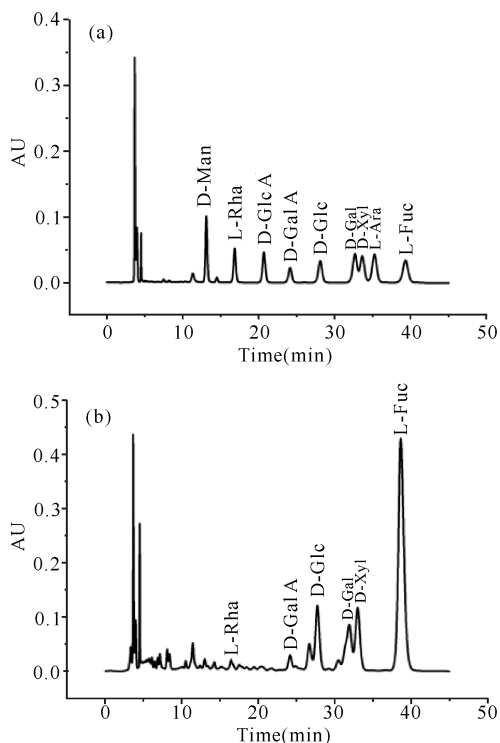 (a)
0.4
0.3
0.2
0.1
0.0
AU
D-Man
L-Rha
D-Glc A
D-Gal A
D-Glc
D-Gal
D-Xyl
L-Ara
L-Fuc
0 10 20 30 40 50
Time(min)
(b)
0.5
0.4
0.3
0.2
0.1
0.0
AU
L-Rha
D-Gal A
D-Glc
D-Gal
D-Xyl
L-Fuc
0 10 20 30 40 50
Time(min)